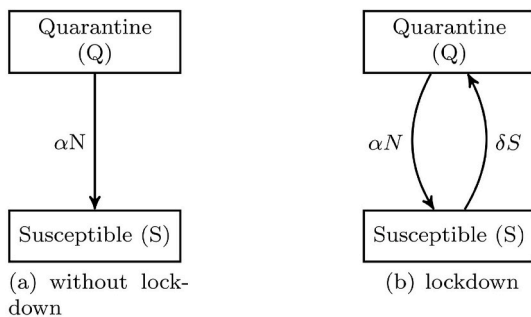 Quarantine
(Q)
αN
Susceptible (S)
(a) without lock-
down
Quarantine
(Q)
αN
δS
Susceptible (S)
(b) lockdown